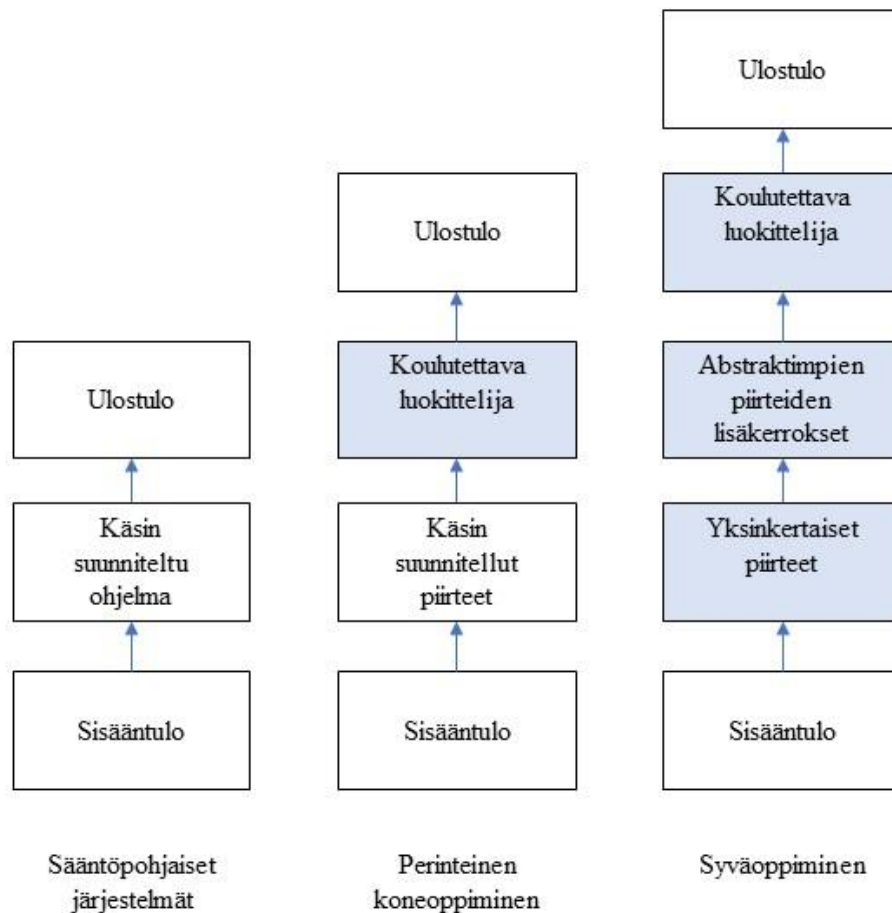 Ulostulo
Koulutettava
luokittelija
Abstraktimpien
piirteiden
lisäkerrokset
Yksinkertaiset
piirteet
Sisääntulo
Syväoppiminen
Ulostulo
Koulutettava
luokittelija
Käsin
suunnitellut
piirteet
Sisääntulo
Perinteinen
koneoppiminen
Ulostulo
Käsin
suunniteltu
ohjelma
Sisääntulo
Sääntöpohjaiset
järjestelmät